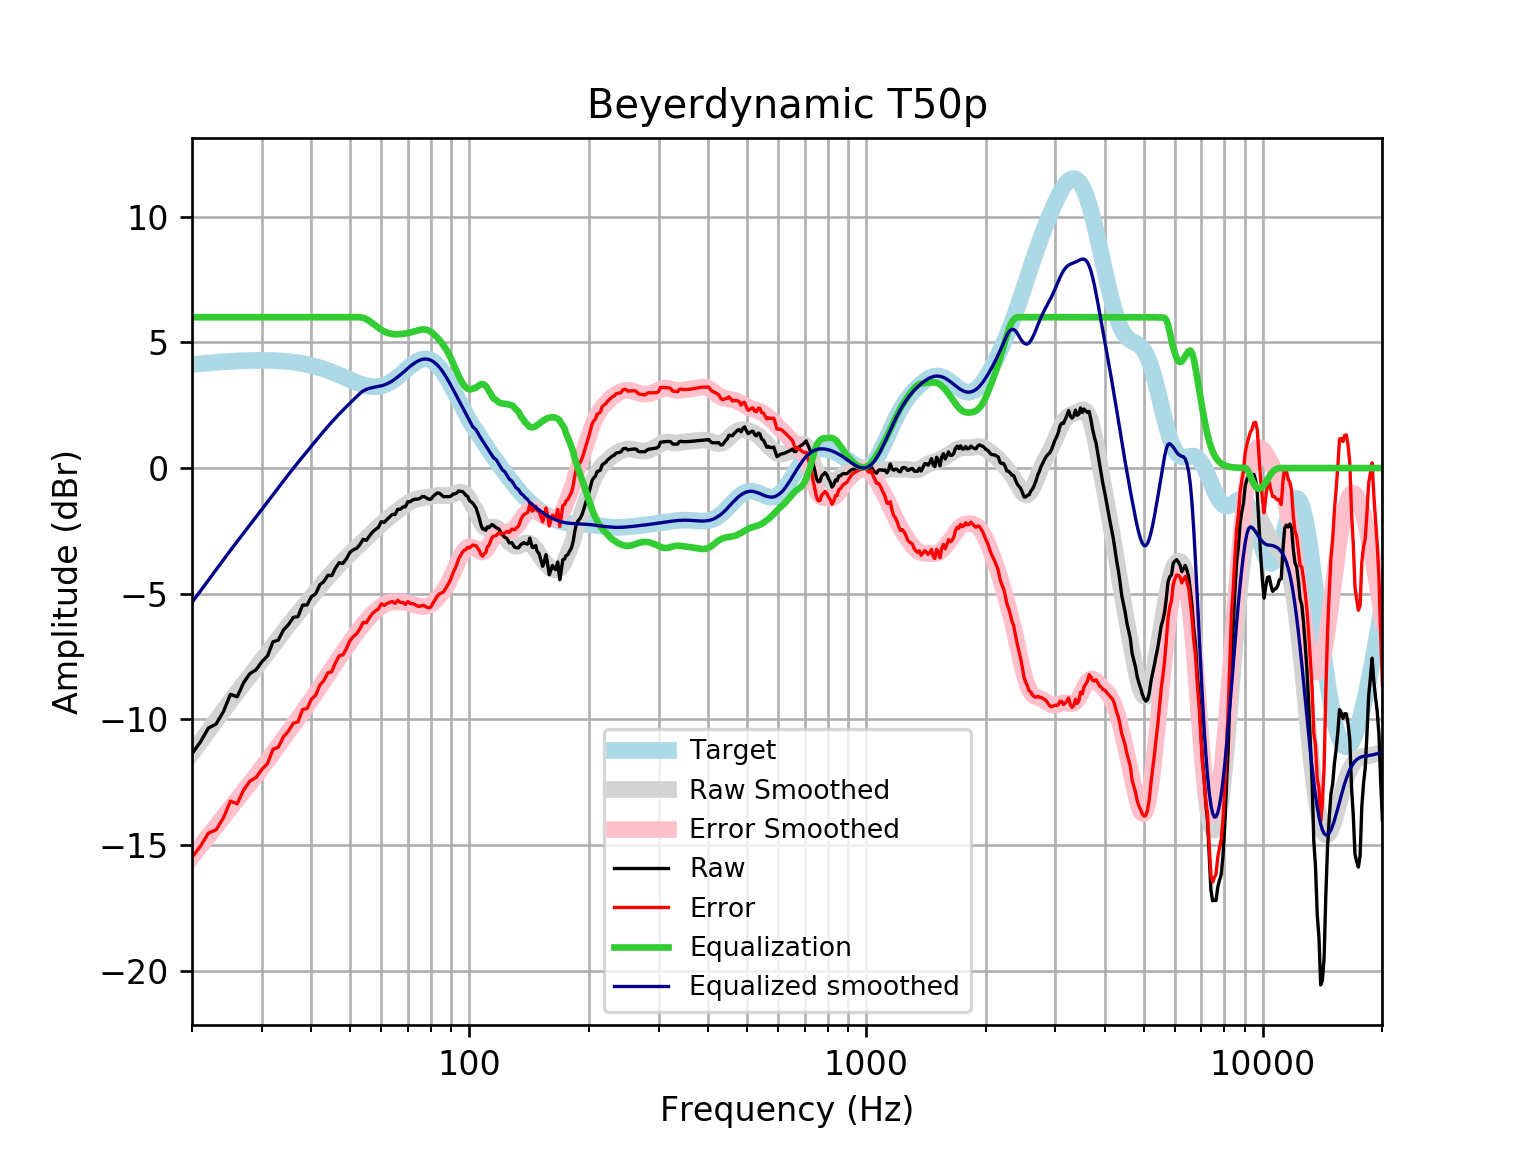 Beyerdynamic T50p
10
5
0
−5
−10
−15
−20
Amplitude (dBr)
Target
Raw Smoothed
Error Smoothed
Raw
Error
Equalization
Equalized smoothed
100
1000
10000
Frequency (Hz)